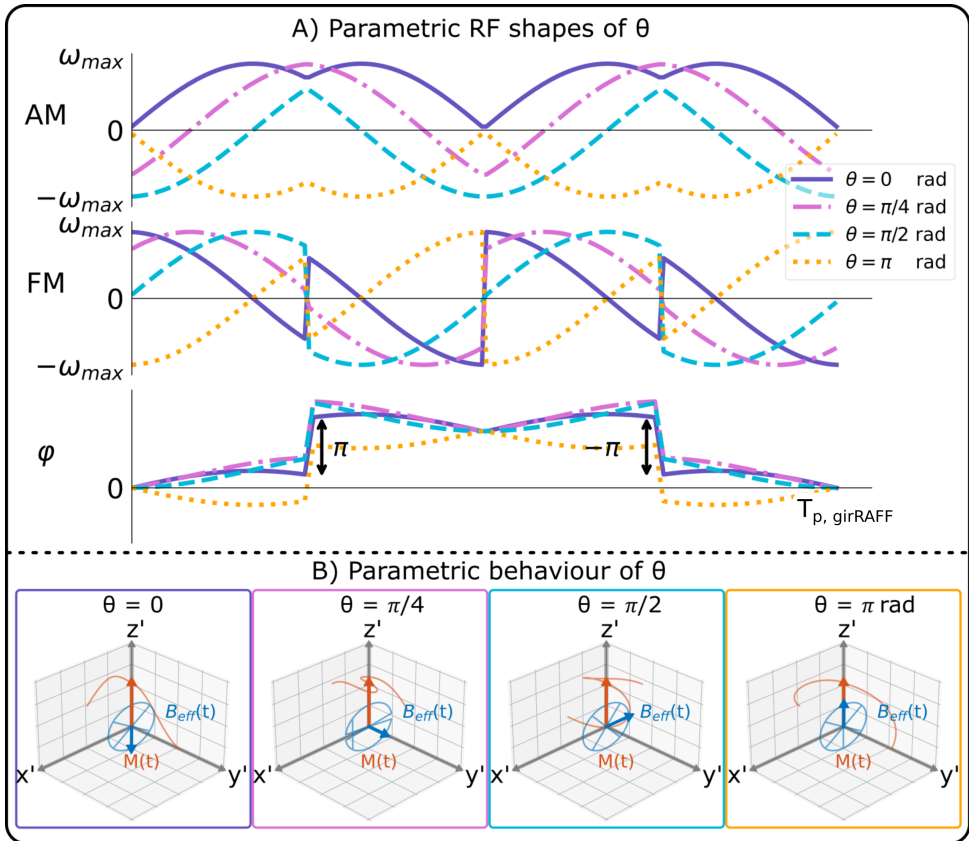 A) Parametric RF shapes of θ
ω_max
AM
0
−ω_max
θ = 0 rad
θ = π/4 rad
θ = π/2 rad
θ = π rad
ω_max
FM
0
−ω_max
φ
π
−π
0
T_p, girRAFF
B) Parametric behaviour of θ
θ = 0
z'
B_eff(t)
M(t)
x'
y'
θ = π/4
z'
B_eff(t)
M(t)
x'
y'
θ = π/2
z'
B_eff(t)
M(t)
x'
y'
θ = π rad
z'
B_eff(t)
M(t)
x'
y'